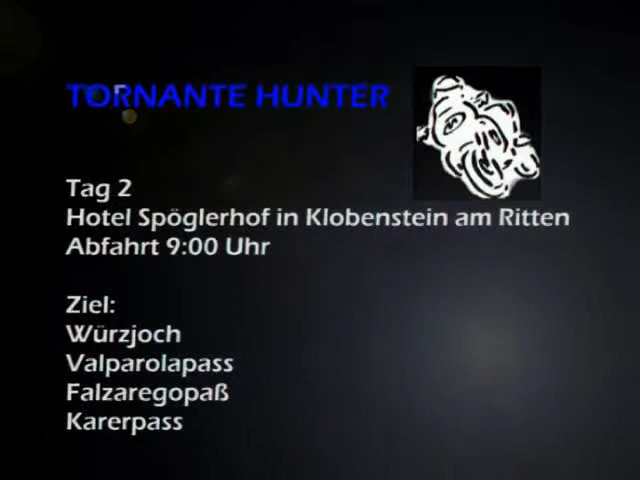 TORNANTE HUNTER
Tag 2
Hotel Spöglerhof in Klobenstein am Ritten
Abfahrt 9:00 Uhr
Ziel:
Würzjoch
Valparolapass
Falzaregopaß
Karerpass